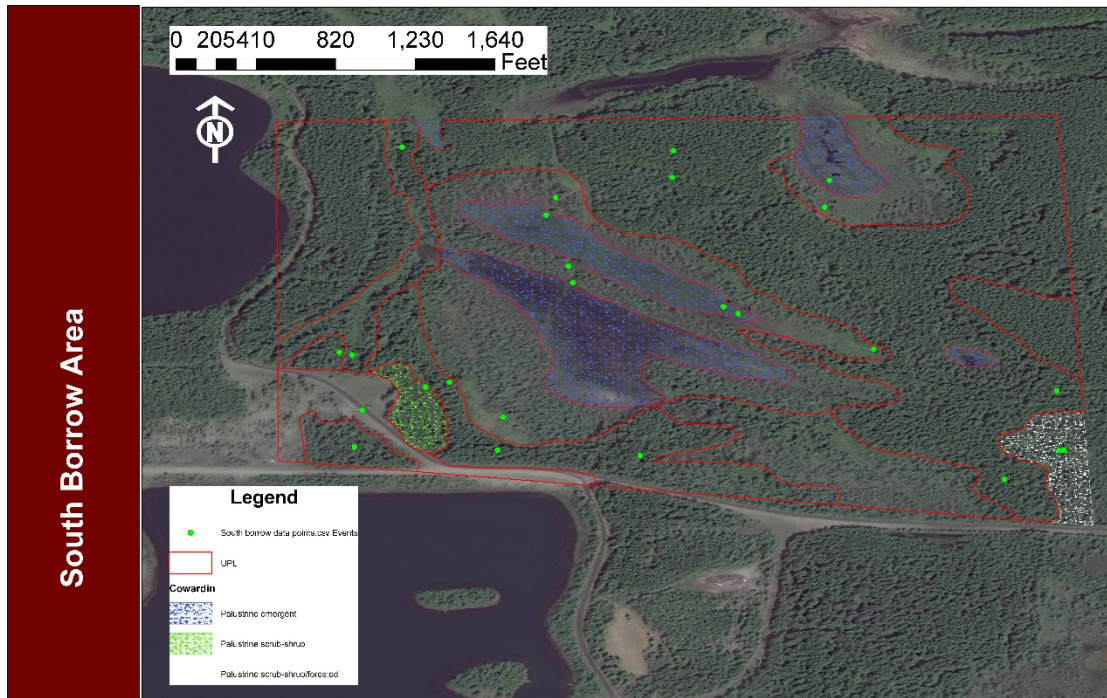 South Borrow Area
0 205410 820 1,230 1,640
Feet
N
Legend
South borrow data points.csv Events
UPL
Cowardin
Palustrine emergent
Palustrine scrub-shrub
Palustrine scrub-shrub/forested